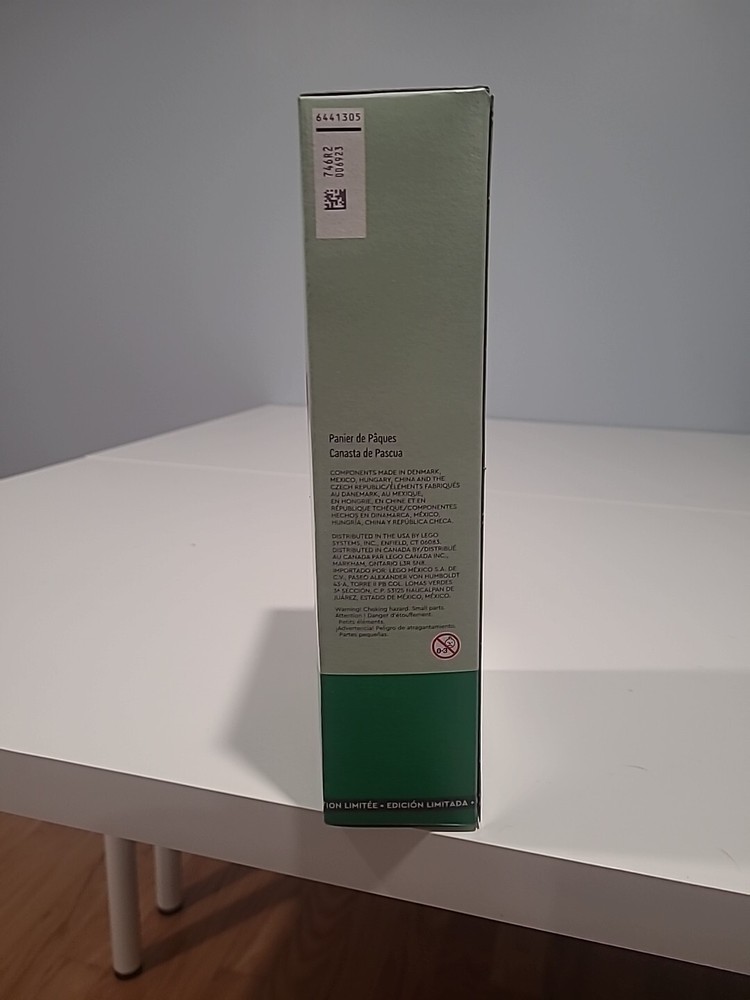 6441305
746R2
006923
Panier de Pâques
Canasta de Pascua
COMPONENTS MADE IN DENMARK,
MEXICO, HUNGARY, CHINA AND THE
CZECH REPUBLIC/ÉLÉMENTS FABRIQUÉS
AU DANEMARK, AU MEXIQUE,
EN HONGRIE, EN CHINE ET EN
RÉPUBLIQUE TCHÈQUE/COMPONENTES
HECHOS EN DINAMARCA, MÉXICO,
HUNGRÍA, CHINA Y REPÚBLICA CHECA.
DISTRIBUTED IN THE USA BY LEGO
SYSTEMS, INC., ENFIELD, CT 06083.
DISTRIBUTED IN CANADA BY/DISTRIBUÉ
AU CANADA PAR LEGO CANADA INC.,
MARKHAM, ONTARIO L3R 5H8.
IMPORTADO POR: LEGO MÉXICO S.A. DE
C.V., PASEO ALEXANDER VON HUMBOLDT
43 A, TORRE II PB COL. LOMAS VERDES
3ª SECCIÓN, C.P. 53125 NAUCALPAN DE
JUÁREZ, ESTADO DE MÉXICO, MÉXICO.
Warning! Choking hazard. Small parts.
Attention ! Danger d'étouffement.
Petits éléments.
¡Advertencia! Peligro de atragantamiento.
Partes pequeñas.
0-3
ION LIMITÉE • EDICIÓN LIMITADA •